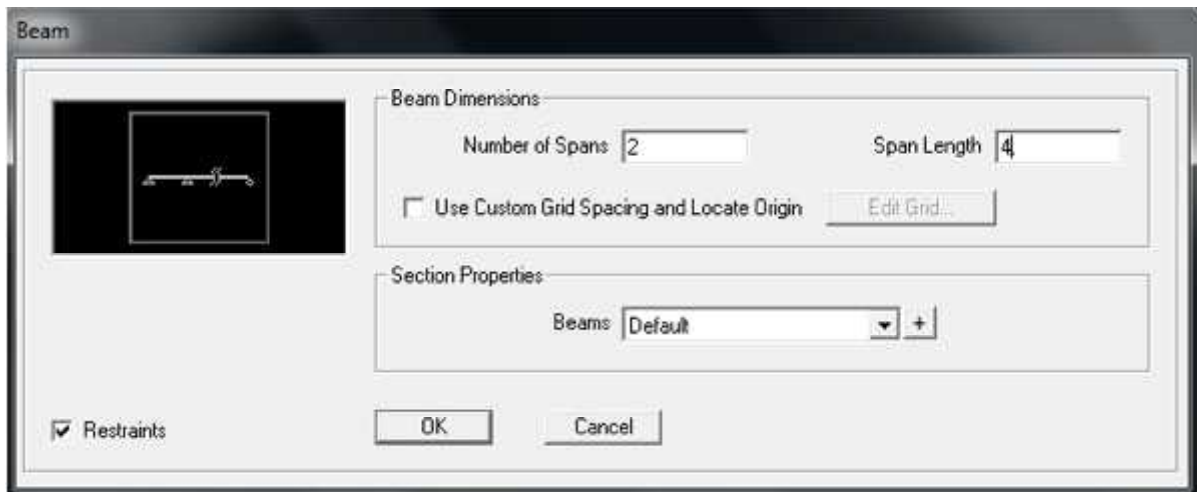 Beam
Beam Dimensions
Number of Spans 2 Span Length 4
Use Custom Grid Spacing and Locate Origin Edit Grid...
Section Properties
Beams Default +
Restraints OK Cancel